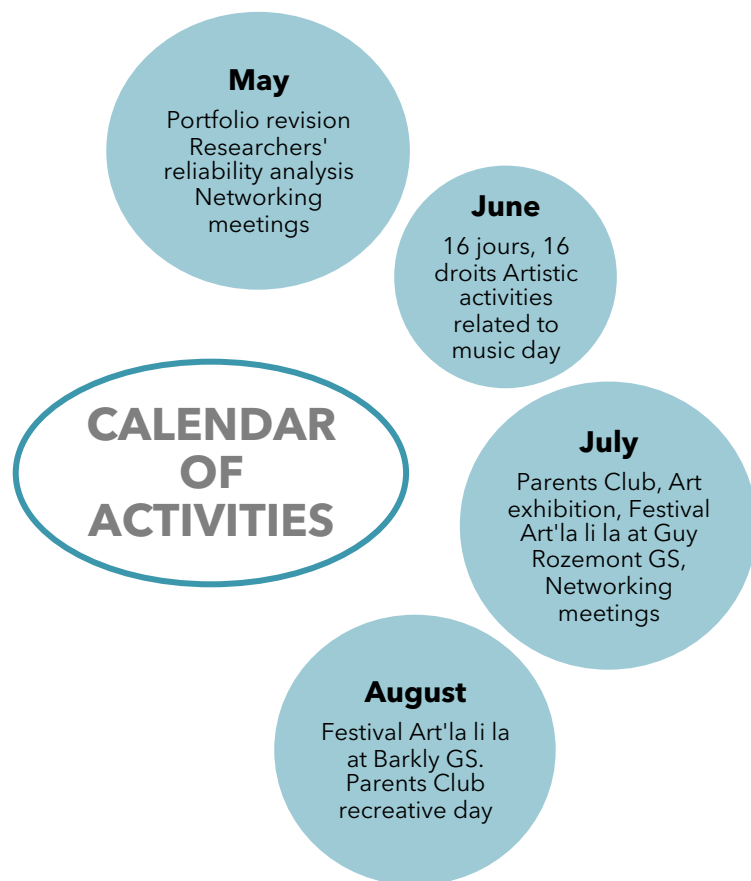 May
Portfolio revision
Researchers'
reliability analysis
Networking
meetings
June
16 jours, 16
droits Artistic
activities
related to
music day
CALENDAR
OF
ACTIVITIES
July
Parents Club, Art
exhibition, Festival
Art'la li la at Guy
Rozemont GS,
Networking
meetings
August
Festival Art'la li la
at Barkly GS.
Parents Club
recreative day